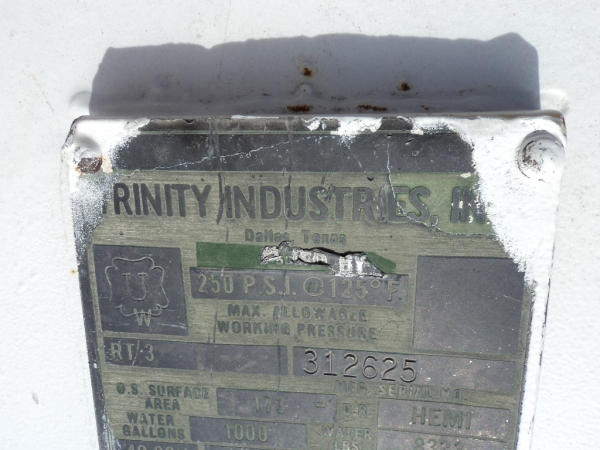 TRINITY INDUSTRIES, IN
Dallas Texas
250 P.S.I. @ 125°F.
MAX. ALLOWABLE
WORKING PRESSURE
W
RT-3
312625
MFG. SERIAL NO.
O.S. SURFACE AREA
HEMI
WATER GALLONS 1000 WATER LBS.